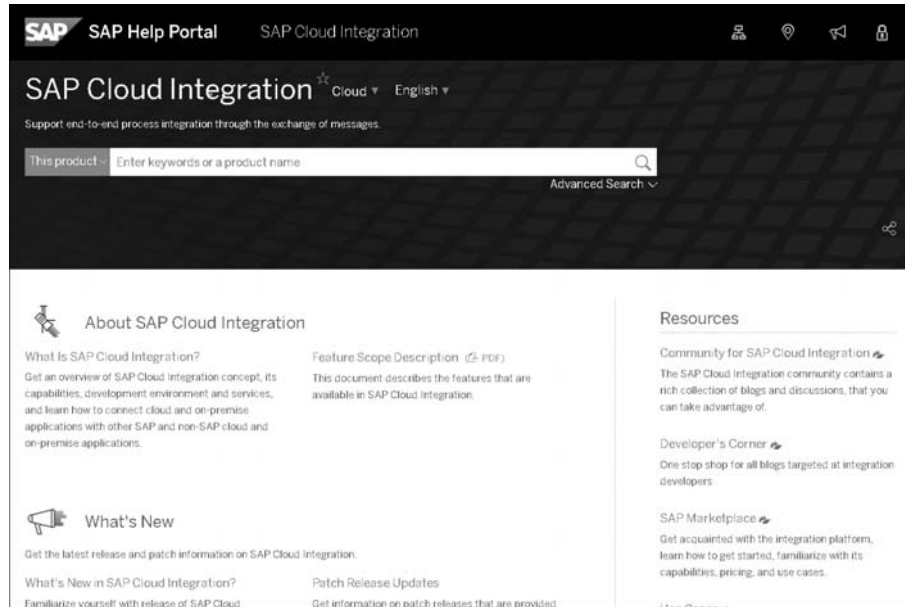 SAP SAP Help Portal SAP Cloud Integration
SAP Cloud Integration Cloud English
Support end-to-end process integration through the exchange of messages.
This product Enter keywords or a product name
Advanced Search
About SAP Cloud Integration
What Is SAP Cloud Integration?
Get an overview of SAP Cloud Integration concept, its
capabilities, development environment and services,
and learn how to connect cloud and on-premise
applications with other SAP and non-SAP cloud and
on-premise applications.
Feature Scope Description (PDF)
This document describes the features that are
available in SAP Cloud Integration.
What's New
Get the latest release and patch information on SAP Cloud Integration.
What's New in SAP Cloud Integration?
Familiarize yourself with release of SAP Cloud
Patch Release Updates
Get information on patch releases that are provided
Resources
Community for SAP Cloud Integration
The SAP Cloud Integration community contains a
rich collection of blogs and discussions, that you
can take advantage of.
Developer's Corner
One stop shop for all blogs targeted at integration
developers
SAP Marketplace
Get acquainted with the integration platform,
learn how to get started, familiarize with its
capabilities, pricing, and use cases.